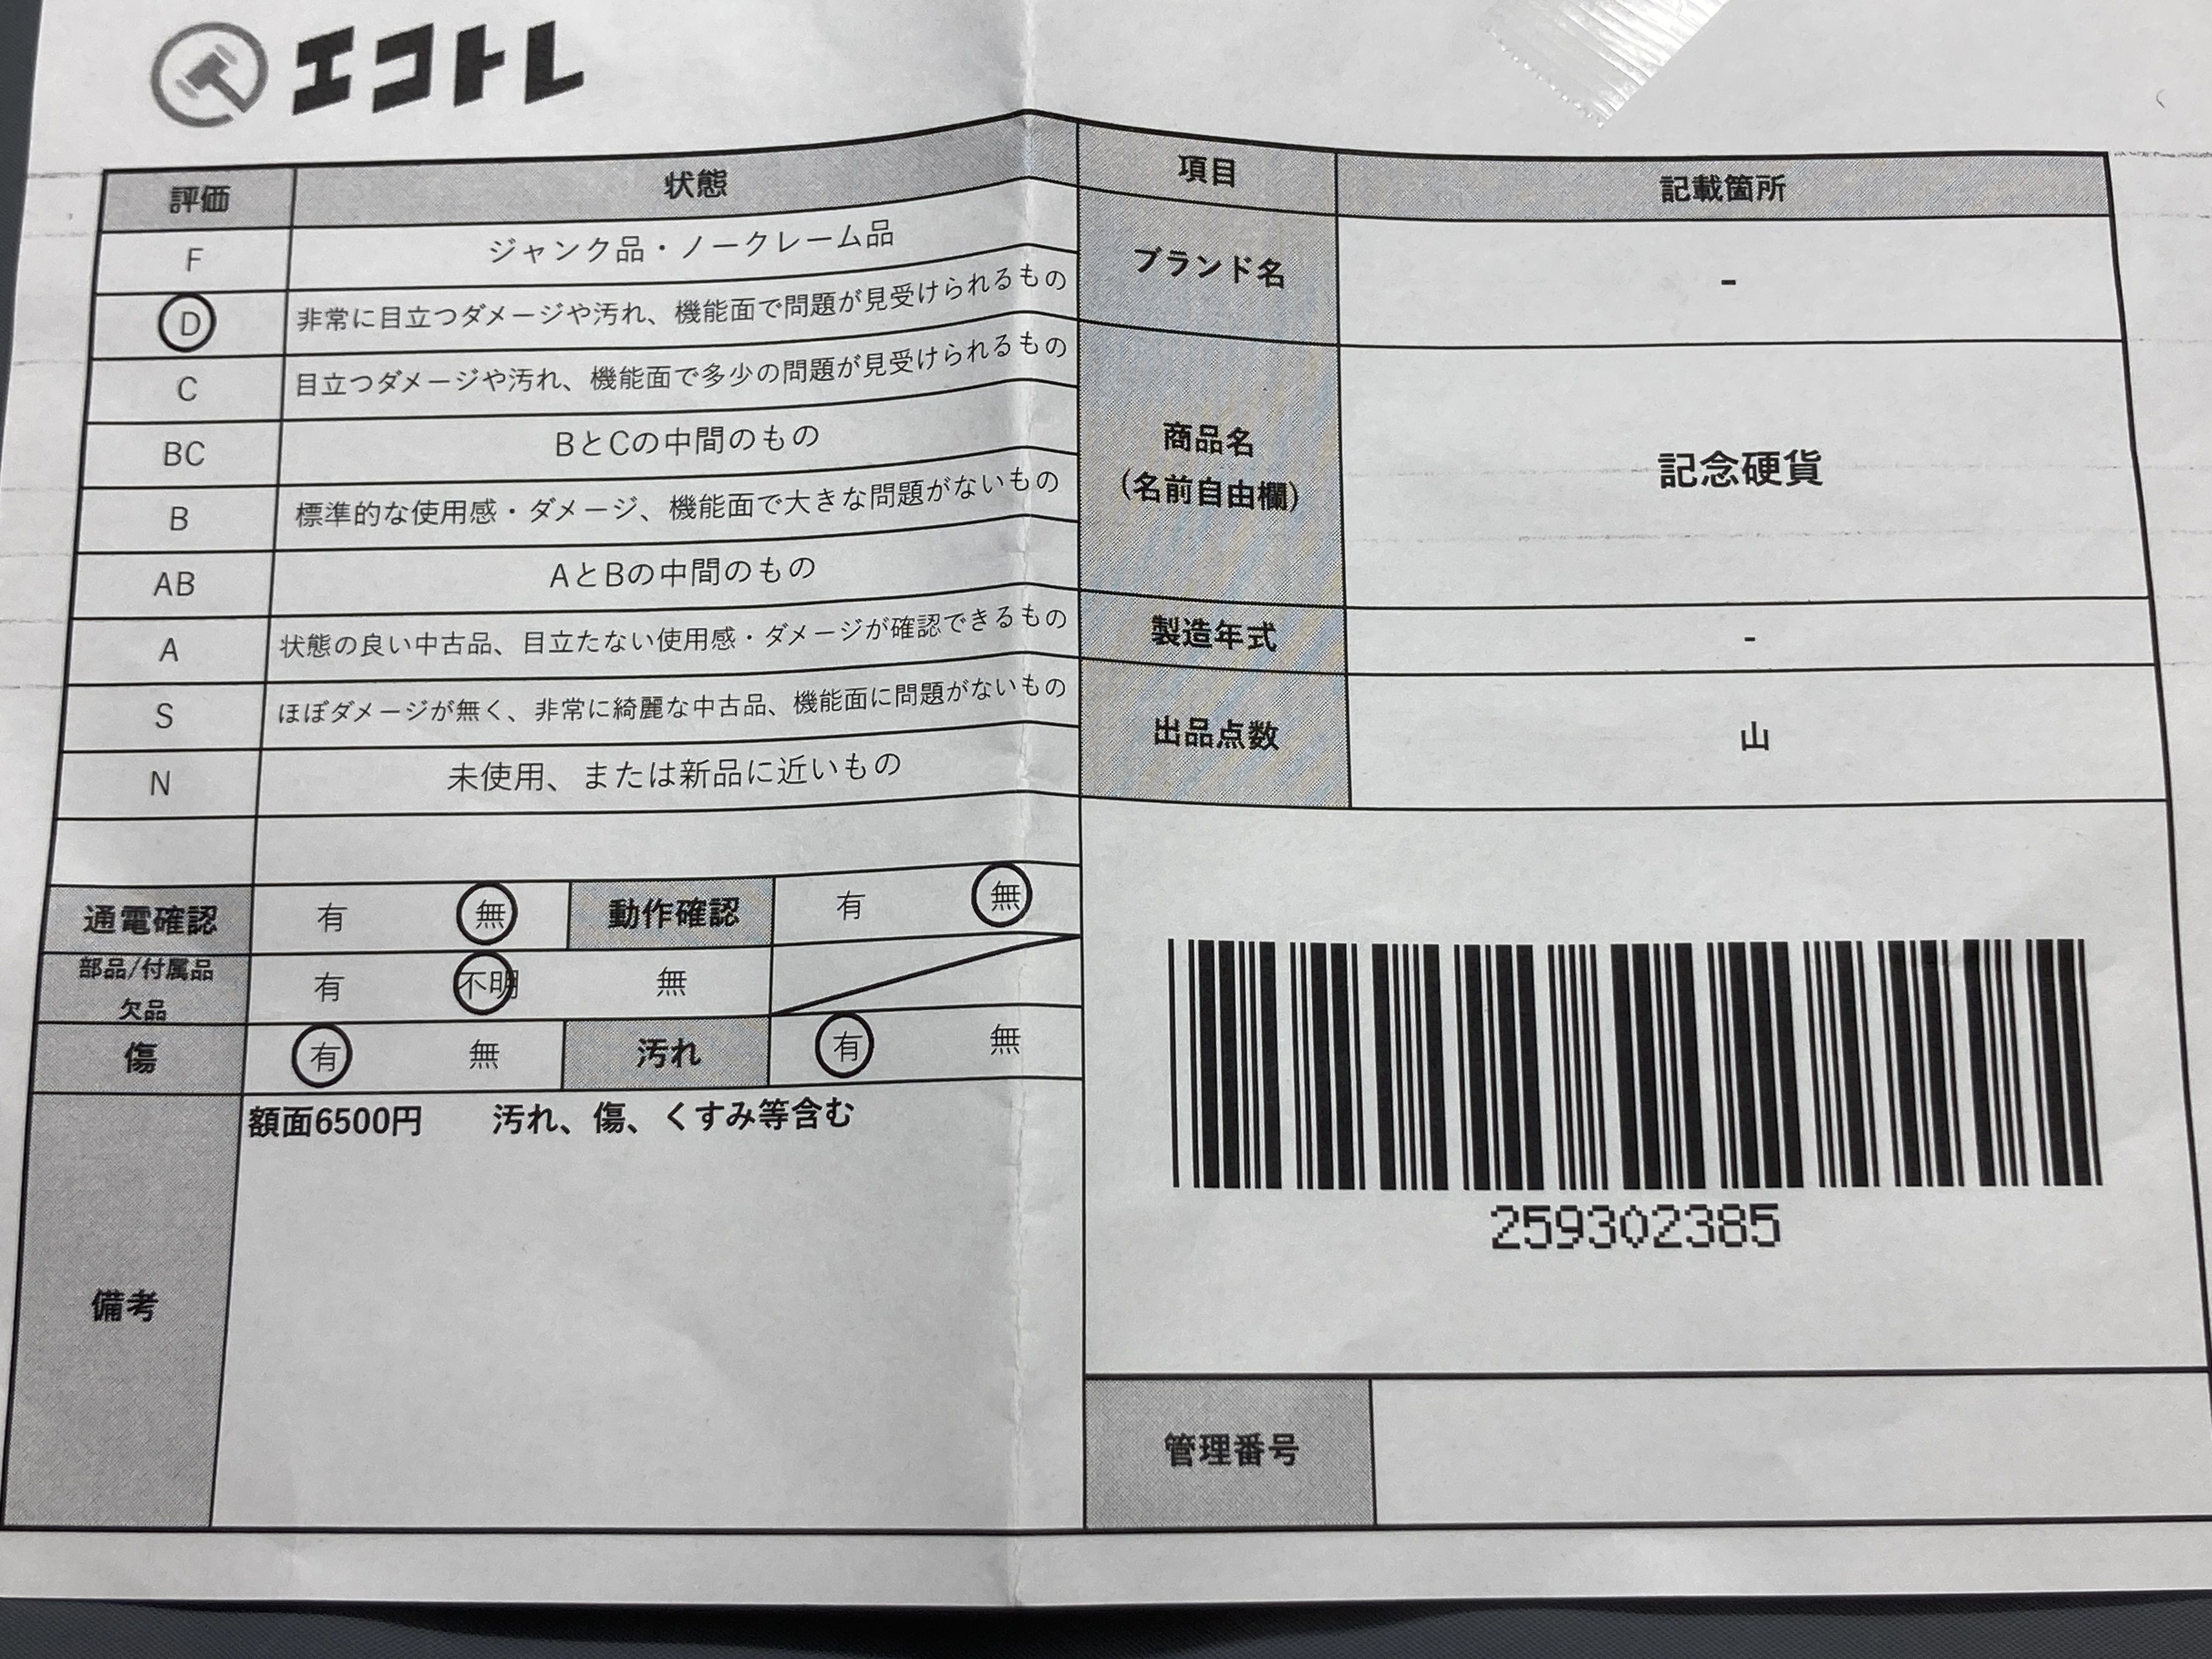 エコトレ
評価 状態
F ジャンク品・ノークレーム品
D 非常に目立つダメージや汚れ、機能面で問題が見受けられるもの
C 目立つダメージや汚れ、機能面で多少の問題が見受けられるもの
BC BとCの中間のもの
B 標準的な使用感・ダメージ、機能面で大きな問題がないもの
AB AとBの中間のもの
A 状態の良い中古品、目立たない使用感・ダメージが確認できるもの
S ほぼダメージが無く、非常に綺麗な中古品、機能面に問題がないもの
N 未使用、または新品に近いもの
通電確認 有 無 動作確認 有 無
部品/付属品
欠品 有 不明 無
傷 有 無 汚れ 有 無
備考 額面6500円 汚れ、傷、くすみ等含む
項目 記載箇所
ブランド名 -
商品名
(名前自由欄) 記念硬貨
製造年式 -
出品点数 山
259302385
管理番号